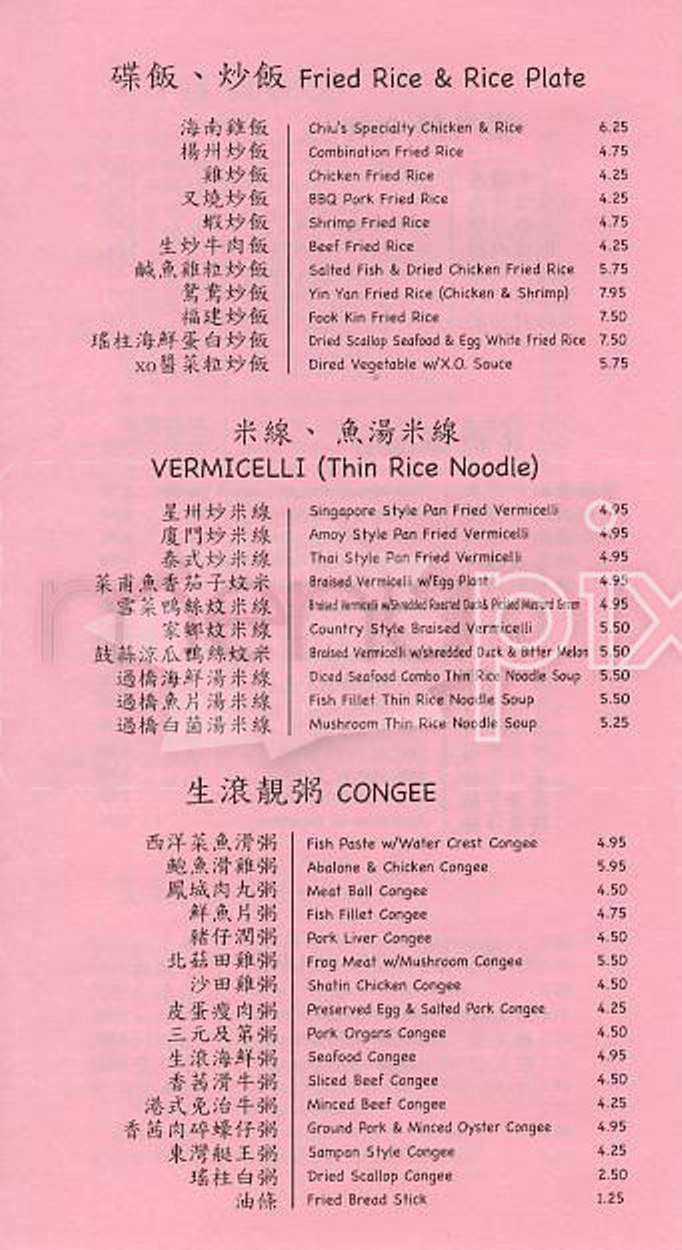 碟飯、炒飯 Fried Rice & Rice Plate
海南雞飯 Chiu's Specialty Chicken & Rice 6.25
楊州炒飯 Combination Fried Rice 4.75
雞炒飯 Chicken Fried Rice 4.25
叉燒炒飯 BBQ Pork Fried Rice 4.25
蝦炒飯 Shrimp Fried Rice 4.75
生炒牛肉飯 Beef Fried Rice 4.25
鹹魚雞粒炒飯 Salted Fish & Dried Chicken Fried Rice 5.75
鴛鴦炒飯 Yin Yan Fried Rice (Chicken & Shrimp) 7.95
福建炒飯 Fook Kin Fried Rice 7.50
瑤柱海鮮蛋白炒飯 Dried Scallop Seafood & Egg White Fried Rice 7.50
xo醬菜粒炒飯 Dired Vegetable w/X.O. Sauce 5.75
米線、魚湯米線
VERMICELLI (Thin Rice Noodle)
星州炒米線 Singapore Style Pan Fried Vermicelli 4.95
廈門炒米線 Amoy Style Pan Fried Vermicelli 4.95
泰式炒米線 Thai Style Pan Fried Vermicelli 4.95
菜甫魚香茄子炆米 Braised Vermicelli w/Egg Plant 4.95
雪菜鴨絲炆米線 Braised Vermicelli w/Shredded Roasted Duck & Pickled Mustard Green 4.95
家鄉炆米線 Country Style Braised Vermicelli 5.50
豉蒜涼瓜鴨絲炆米 Braised Vermicelli w/shredded Duck & Bitter Melon 5.50
過橋海鮮湯米線 Diced Seafood Combo Thin Rice Noodle Soup 5.50
過橋魚片湯米線 Fish Fillet Thin Rice Noodle Soup 5.50
過橋白菌湯米線 Mushroom Thin Rice Noodle Soup 5.25
生滾靚粥 CONGEE
西洋菜魚滑粥 Fish Paste w/Water Crest Congee 4.95
鮑魚滑雞粥 Abalone & Chicken Congee 5.95
鳳城肉丸粥 Meat Ball Congee 4.50
鮮魚片粥 Fish Fillet Congee 4.75
豬仔潤粥 Pork Liver Congee 4.50
北菇田雞粥 Frog Meat w/Mushroom Congee 5.50
沙田雞粥 Shatin Chicken Congee 4.50
皮蛋瘦肉粥 Preserved Egg & Salted Pork Congee 4.25
三元及第粥 Pork Organs Congee 4.50
生滾海鮮粥 Seafood Congee 4.95
香茜滑牛粥 Sliced Beef Congee 4.50
港式免治牛粥 Minced Beef Congee 4.25
香茜肉碎蠔仔粥 Ground Pork & Minced Oyster Congee 4.95
東灣艇王粥 Sampan Style Congee 4.25
瑤柱白粥 Dried Scallop Congee 2.50
油條 Fried Bread Stick 1.25
pix